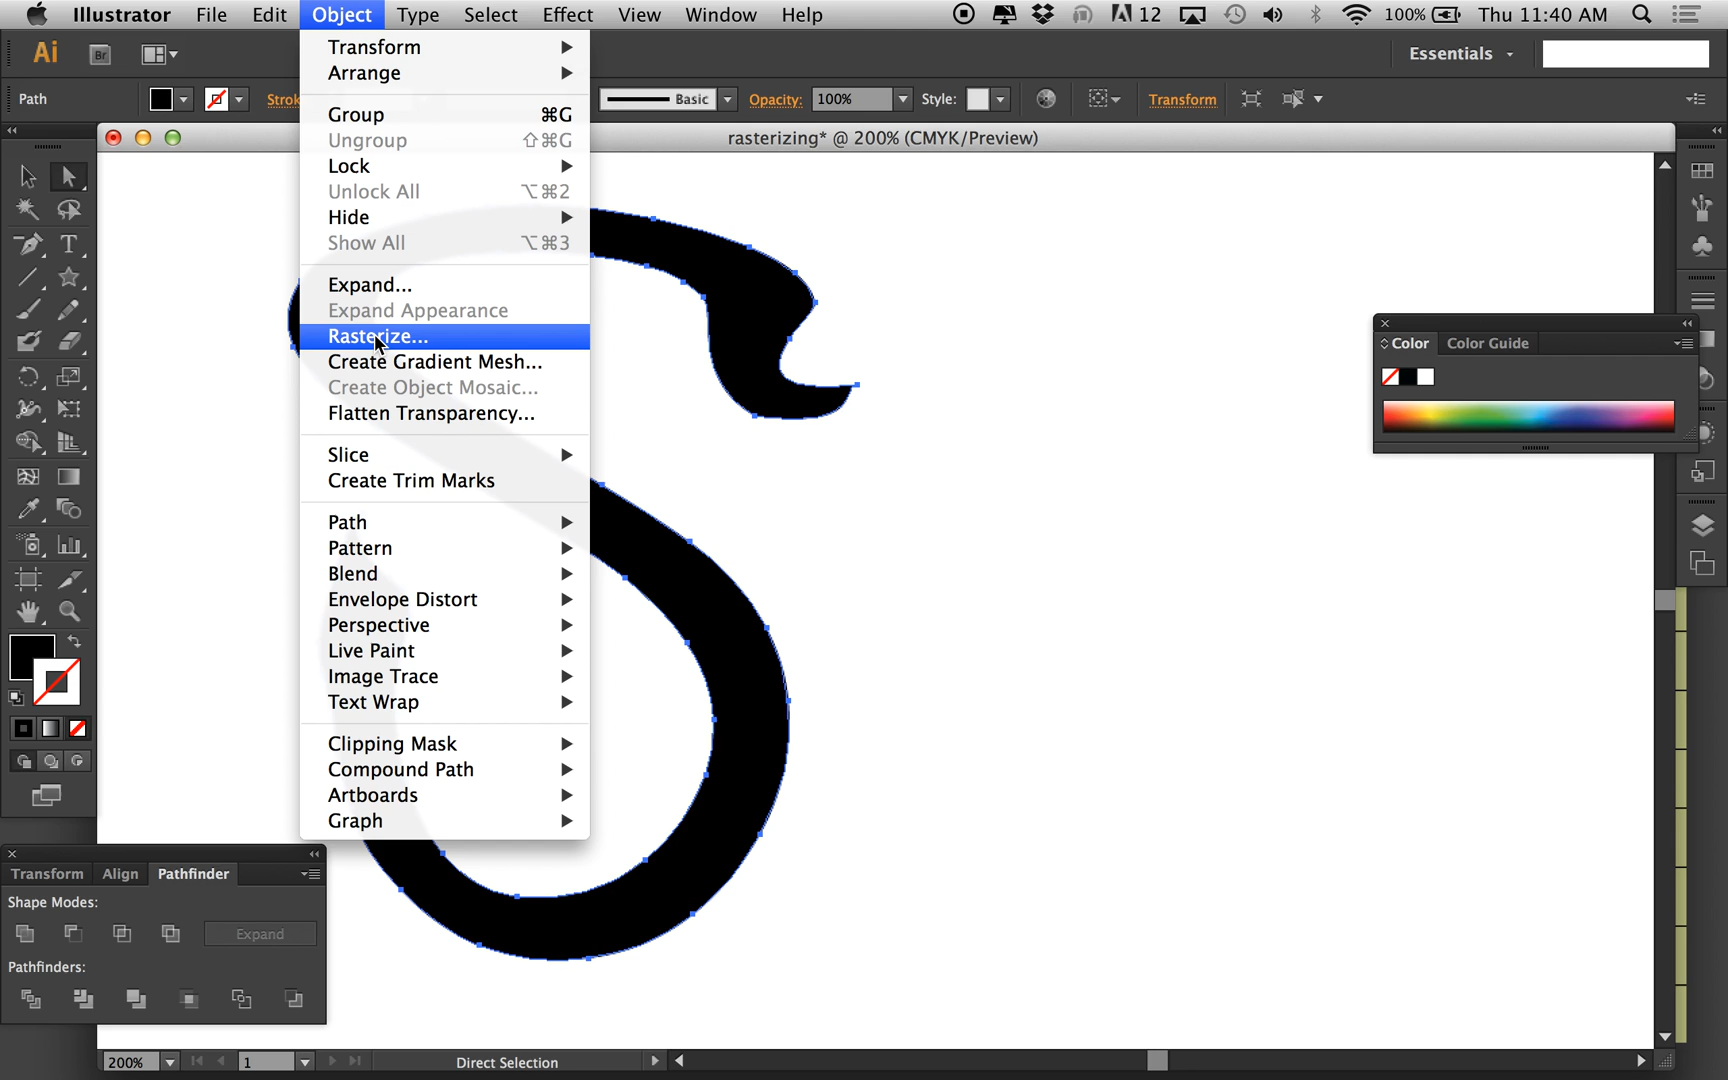 Illustrator File Edit Object Type Select Effect View Window Help 12 100% Thu 11:40 AM
Ai Br Essentials
Path Strok Basic Opacity: 100% Style: Transform
rasterizing* @ 200% (CMYK/Preview)
Transform
Arrange
Group ⌘G
Ungroup ⇧⌘G
Lock
Unlock All ⌥⌘2
Hide
Show All ⌥⌘3
Expand...
Expand Appearance
Rasterize...
Create Gradient Mesh...
Create Object Mosaic...
Flatten Transparency...
Slice
Create Trim Marks
Path
Pattern
Blend
Envelope Distort
Perspective
Live Paint
Image Trace
Text Wrap
Clipping Mask
Compound Path
Artboards
Graph
Color Color Guide
Transform Align Pathfinder
Shape Modes:
Expand
Pathfinders:
200% 1 Direct Selection